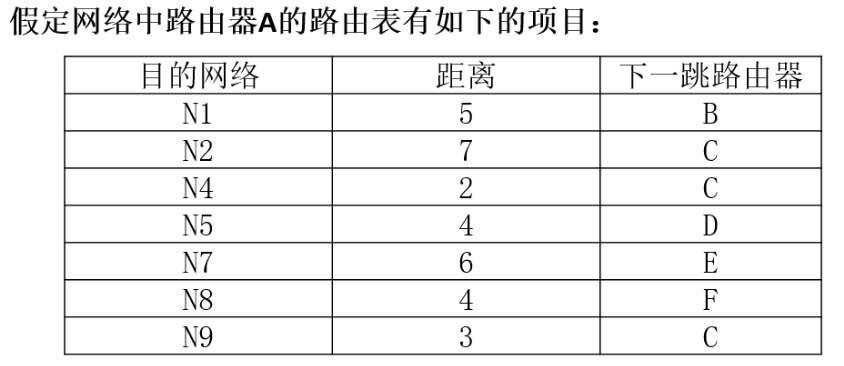 假定网络中路由器A的路由表有如下的项目：
目的网络 距离 下一跳路由器
N1 5 B
N2 7 C
N4 2 C
N5 4 D
N7 6 E
N8 4 F
N9 3 C